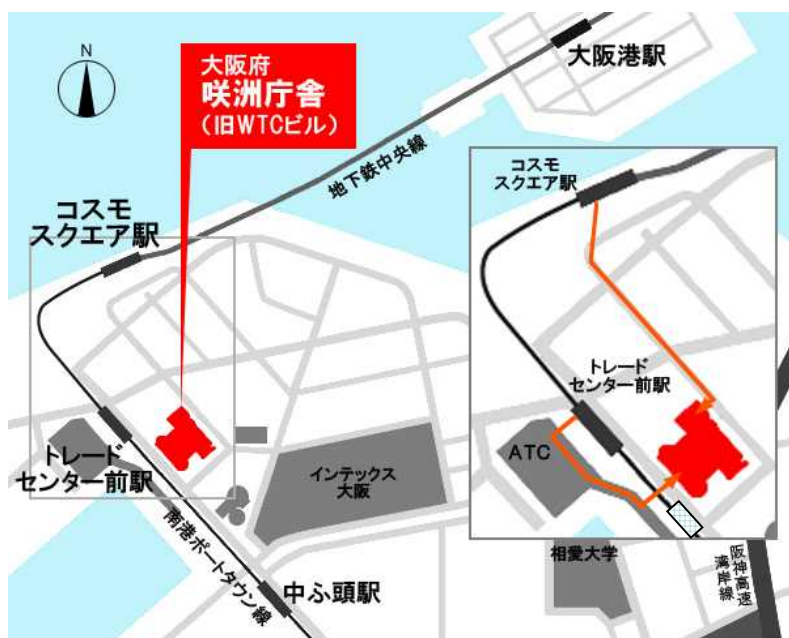 N
大阪府
咲洲庁舎
（旧WTCビル）
大阪港駅
地下鉄中央線
コスモ
スクエア駅
コスモ
スクエア駅
トレード
センター前駅
ATC
トレード
センター前駅
インテックス
大阪
南港ポートタウン線
中ふ頭駅
相愛大学
阪神高速
湾岸線